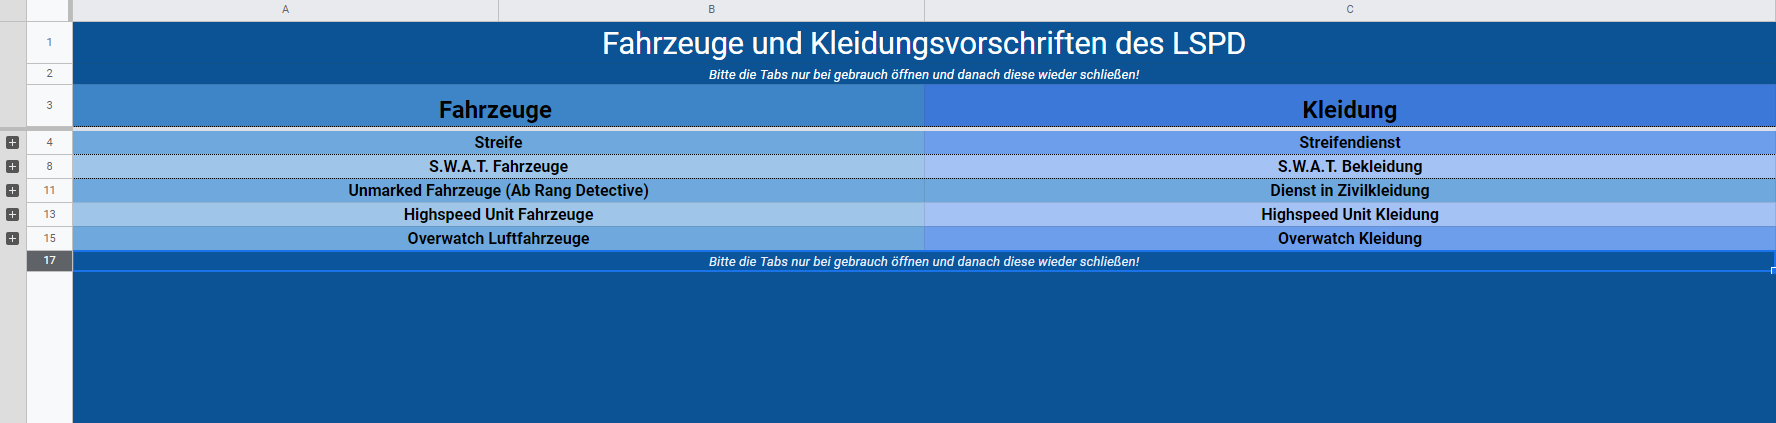 A B C
1 Fahrzeuge und Kleidungsvorschriften des LSPD
2 Bitte die Tabs nur bei gebrauch öffnen und danach diese wieder schließen!
3 Fahrzeuge Kleidung
4 Streife Streifendienst
8 S.W.A.T. Fahrzeuge S.W.A.T. Bekleidung
11 Unmarked Fahrzeuge (Ab Rang Detective) Dienst in Zivilkleidung
13 Highspeed Unit Fahrzeuge Highspeed Unit Kleidung
15 Overwatch Luftfahrzeuge Overwatch Kleidung
17 Bitte die Tabs nur bei gebrauch öffnen und danach diese wieder schließen!